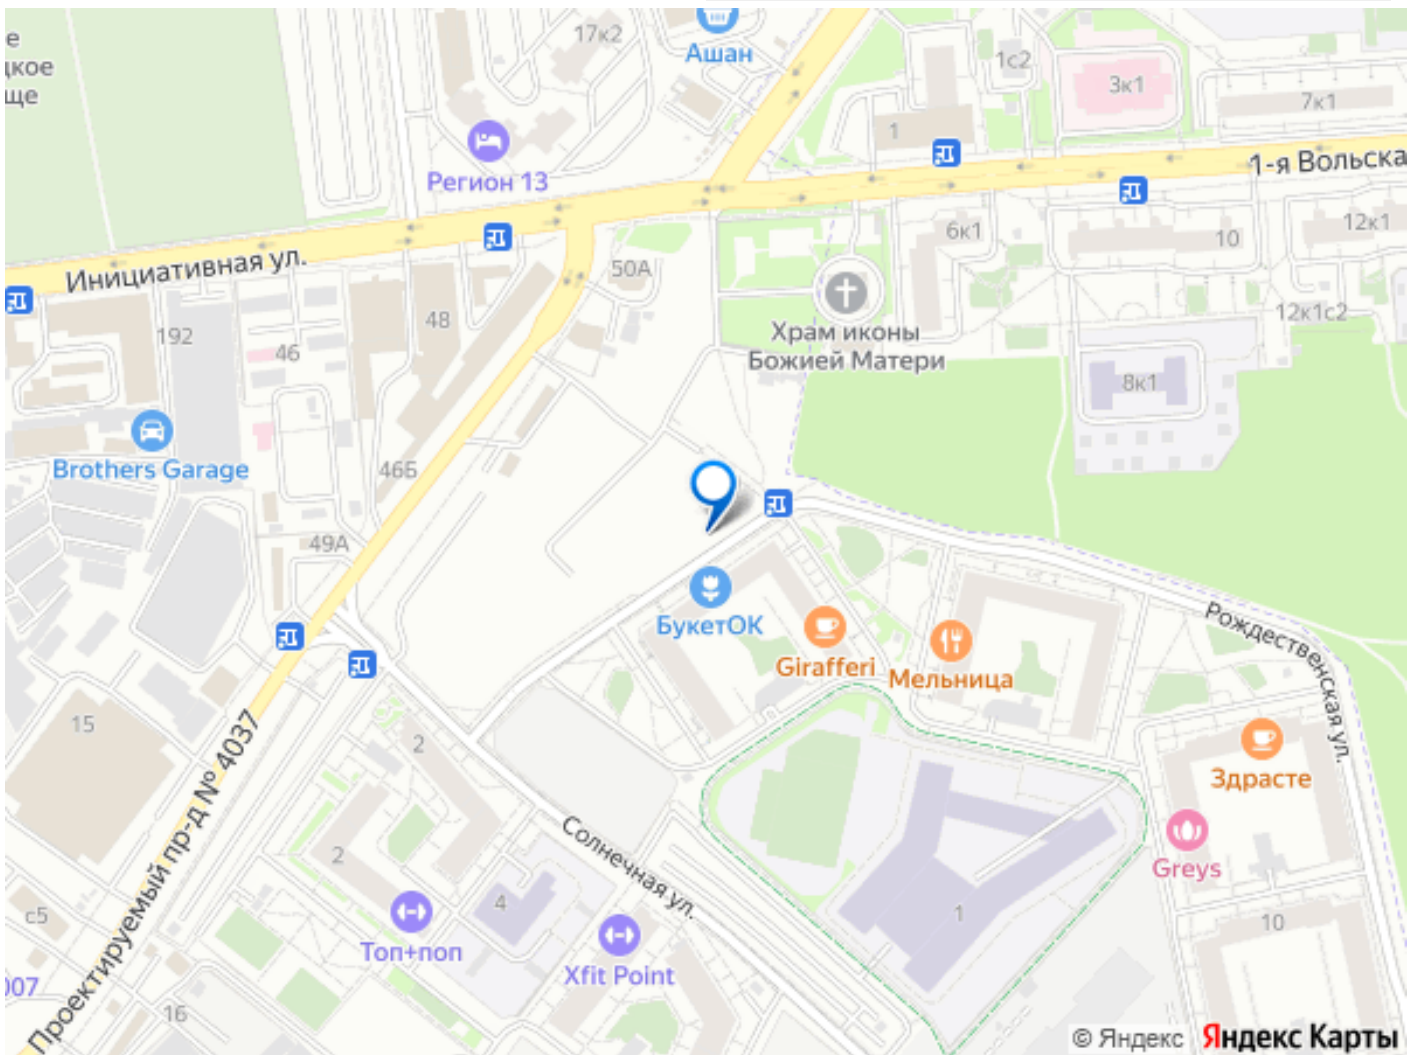 е
цкое
ще
17к2
Ашан
1с2
3к1
7к1
1
Регион 13
1-я Вольска
6к1
10
12к1
Инициативная ул.
50А
48
192
46
Храм иконы
Божией Матери
12к1с2
8к1
Brothers Garage
46Б
49А
БукетОК
Girafferi
Мельница
Рождественская ул.
15
2
Проектируемый пр-д № 4037
Здрасте
2
Солнечная ул.
Greys
4
1
с5
Топ+поп
Xfit Point
10
007
16
© Яндекс Яндекс Карты